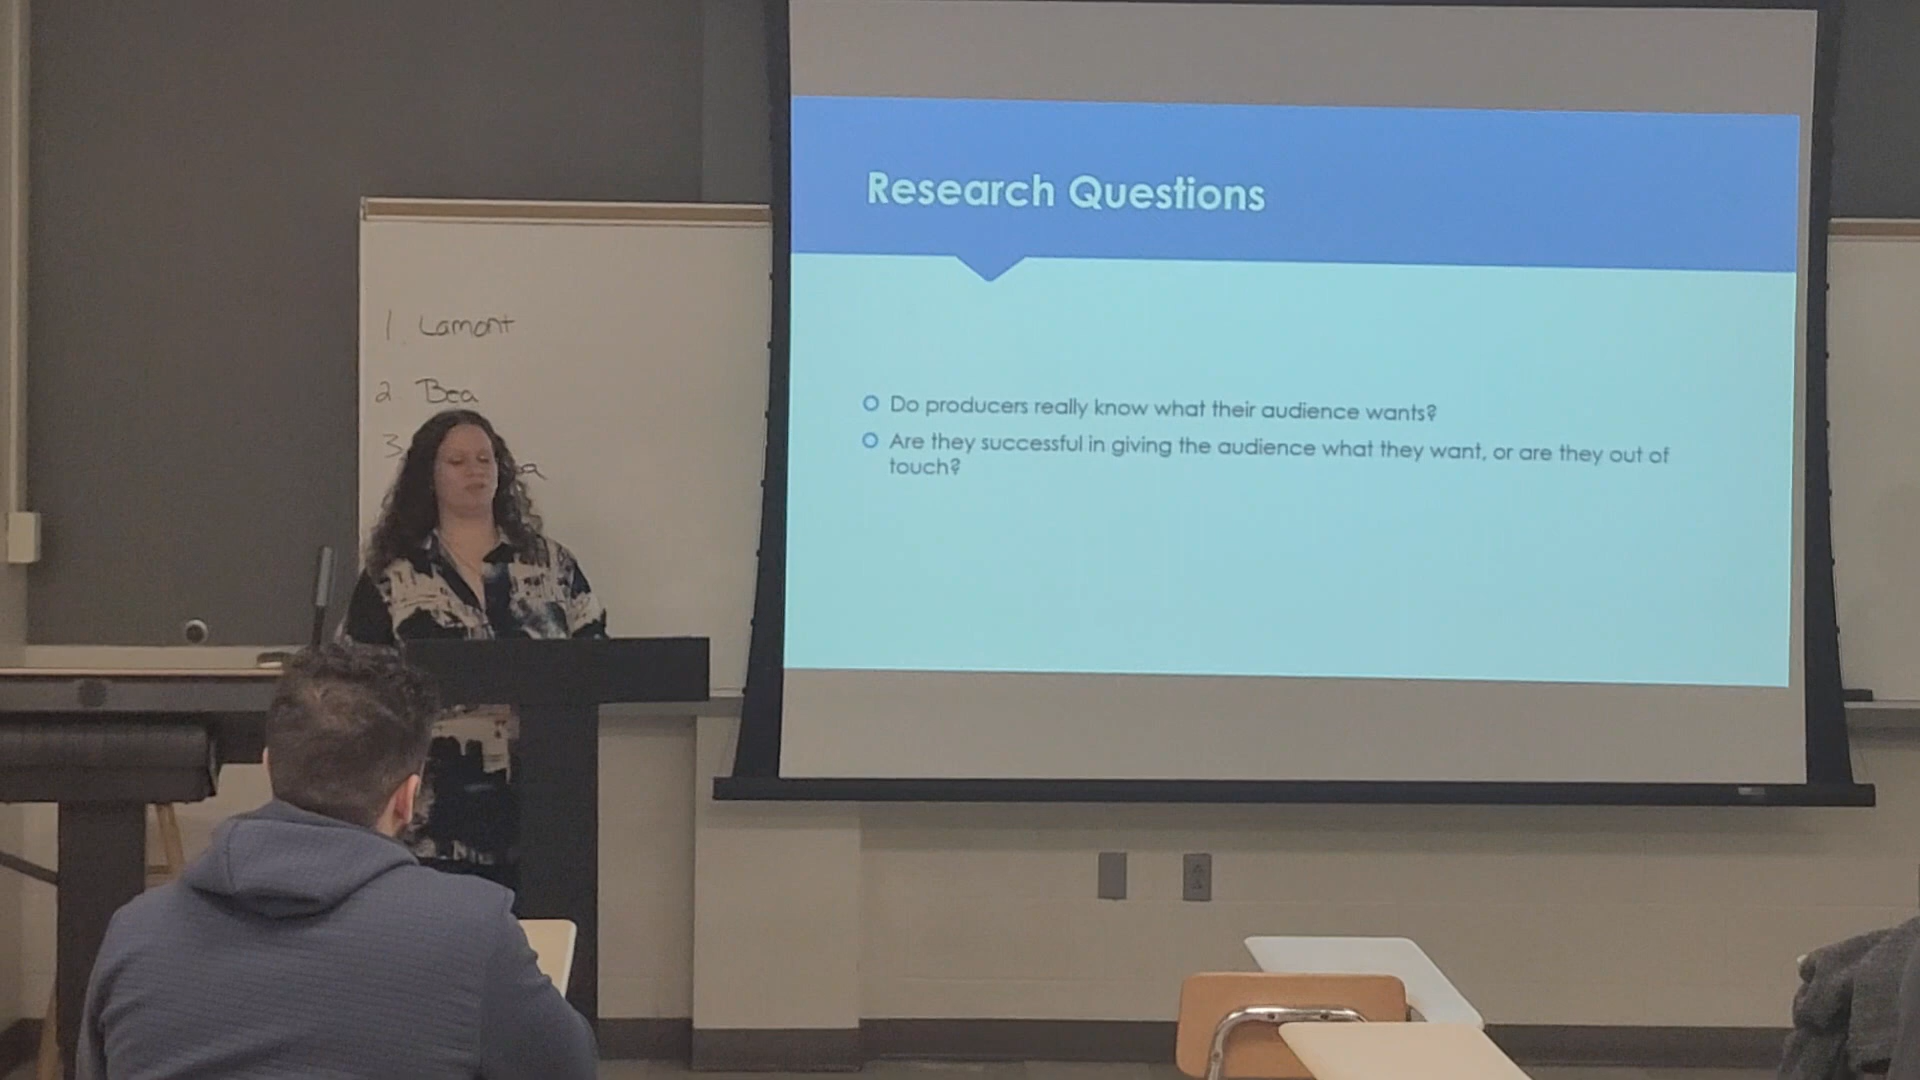 1. Lamont
2. Bea
3.
Research Questions
Do producers really know what their audience wants?
Are they successful in giving the audience what they want, or are they out of
touch?